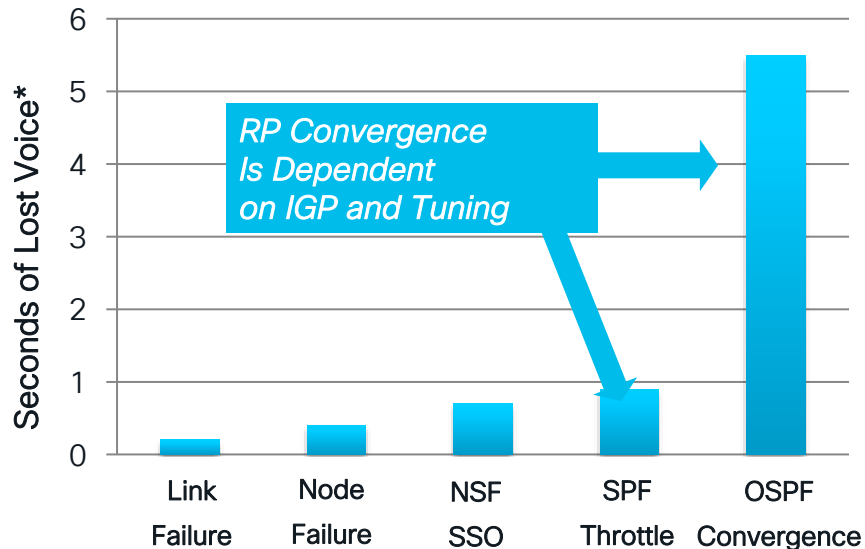 6
5
4
3
2
1
0
Seconds of Lost Voice*
RP Convergence
Is Dependent
on IGP and Tuning
Link
Failure
Node
Failure
NSF
SSO
SPF
Throttle
OSPF
Convergence